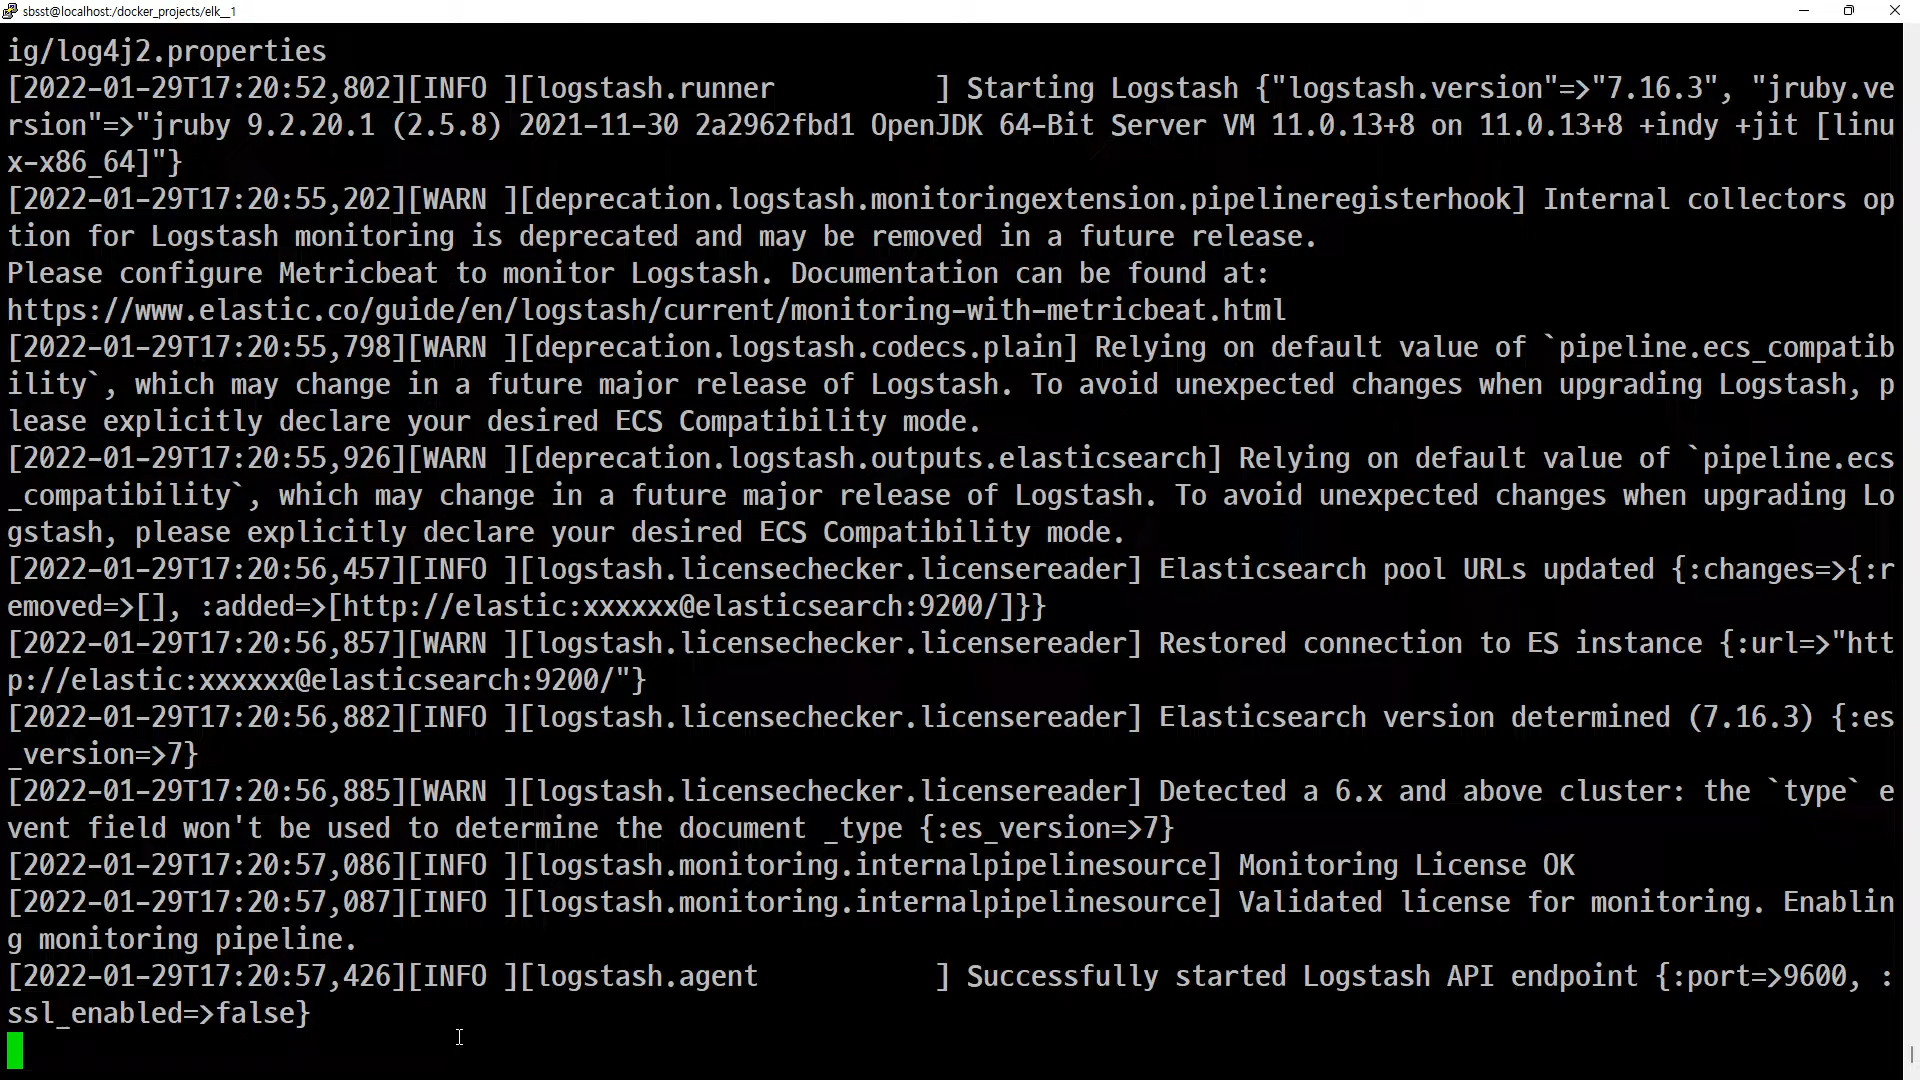 sbsst@localhost:/docker_projects/elk__1
ig/log4j2.properties
[2022-01-29T17:20:52,802][INFO ][logstash.runner          ] Starting Logstash {"logstash.version"=>"7.16.3", "jruby.ve
rsion"=>"jruby 9.2.20.1 (2.5.8) 2021-11-30 2a2962fbd1 OpenJDK 64-Bit Server VM 11.0.13+8 on 11.0.13+8 +indy +jit [linu
x-x86_64]"}
[2022-01-29T17:20:55,202][WARN ][deprecation.logstash.monitoringextension.pipelineregisterhook] Internal collectors op
tion for Logstash monitoring is deprecated and may be removed in a future release.
Please configure Metricbeat to monitor Logstash. Documentation can be found at:
https://www.elastic.co/guide/en/logstash/current/monitoring-with-metricbeat.html
[2022-01-29T17:20:55,798][WARN ][deprecation.logstash.codecs.plain] Relying on default value of `pipeline.ecs_compatib
ility`, which may change in a future major release of Logstash. To avoid unexpected changes when upgrading Logstash, p
lease explicitly declare your desired ECS Compatibility mode.
[2022-01-29T17:20:55,926][WARN ][deprecation.logstash.outputs.elasticsearch] Relying on default value of `pipeline.ecs
_compatibility`, which may change in a future major release of Logstash. To avoid unexpected changes when upgrading Lo
gstash, please explicitly declare your desired ECS Compatibility mode.
[2022-01-29T17:20:56,457][INFO ][logstash.licensechecker.licensereader] Elasticsearch pool URLs updated {:changes=>{:r
emoved=>[], :added=>[http://elastic:xxxxxx@elasticsearch:9200/]}}
[2022-01-29T17:20:56,857][WARN ][logstash.licensechecker.licensereader] Restored connection to ES instance {:url=>"htt
p://elastic:xxxxxx@elasticsearch:9200/"}
[2022-01-29T17:20:56,882][INFO ][logstash.licensechecker.licensereader] Elasticsearch version determined (7.16.3) {:es
_version=>7}
[2022-01-29T17:20:56,885][WARN ][logstash.licensechecker.licensereader] Detected a 6.x and above cluster: the `type` e
vent field won't be used to determine the document _type {:es_version=>7}
[2022-01-29T17:20:57,086][INFO ][logstash.monitoring.internalpipelinesource] Monitoring License OK
[2022-01-29T17:20:57,087][INFO ][logstash.monitoring.internalpipelinesource] Validated license for monitoring. Enablin
g monitoring pipeline.
[2022-01-29T17:20:57,426][INFO ][logstash.agent           ] Successfully started Logstash API endpoint {:port=>9600, :
ssl_enabled=>false}